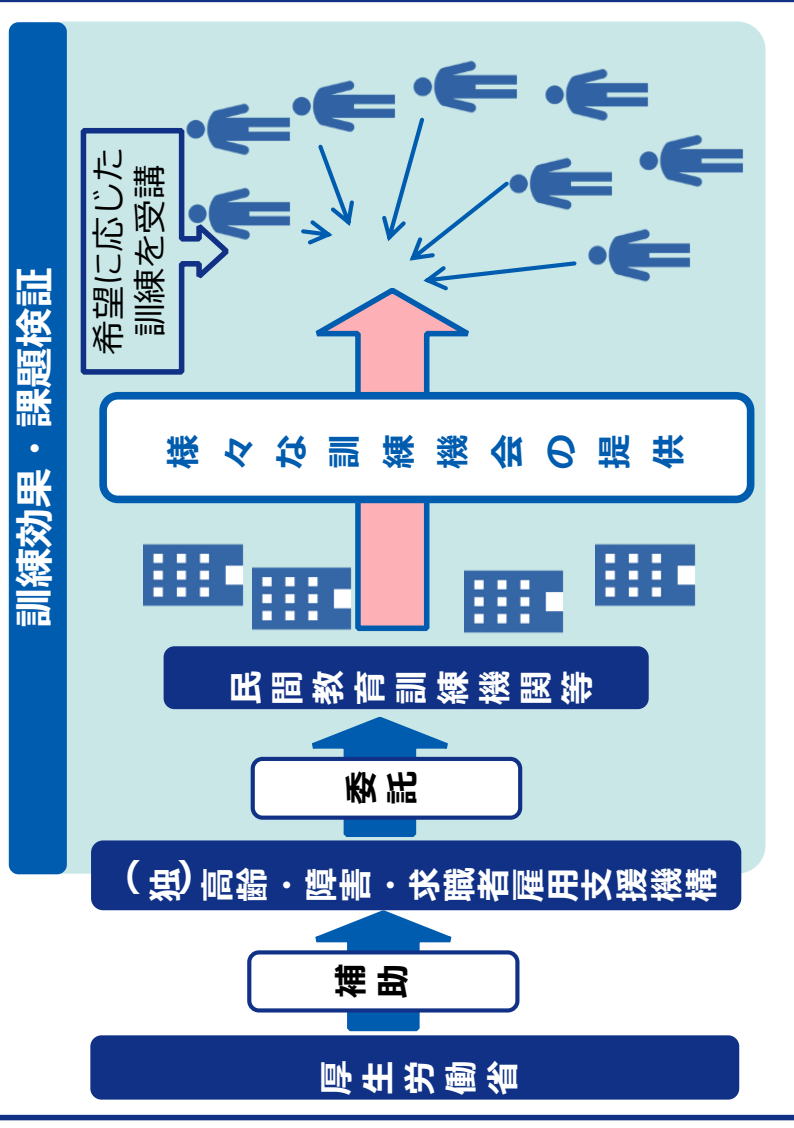 訓練効果・課題検証
厚生労働省
補助
（独）高齢・障害・求職者雇用支援機構
委託
民間教育訓練機関等
様々な訓練機会の提供
希望に応じた
訓練を受講